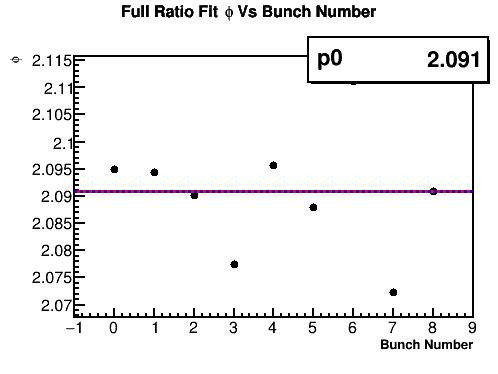 Full Ratio Fit ϕ Vs Bunch Number
p0 2.091
ϕ
2.115
2.11
2.105
2.1
2.095
2.09
2.085
2.08
2.075
2.07
−1 0 1 2 3 4 5 6 7 8 9
Bunch Number